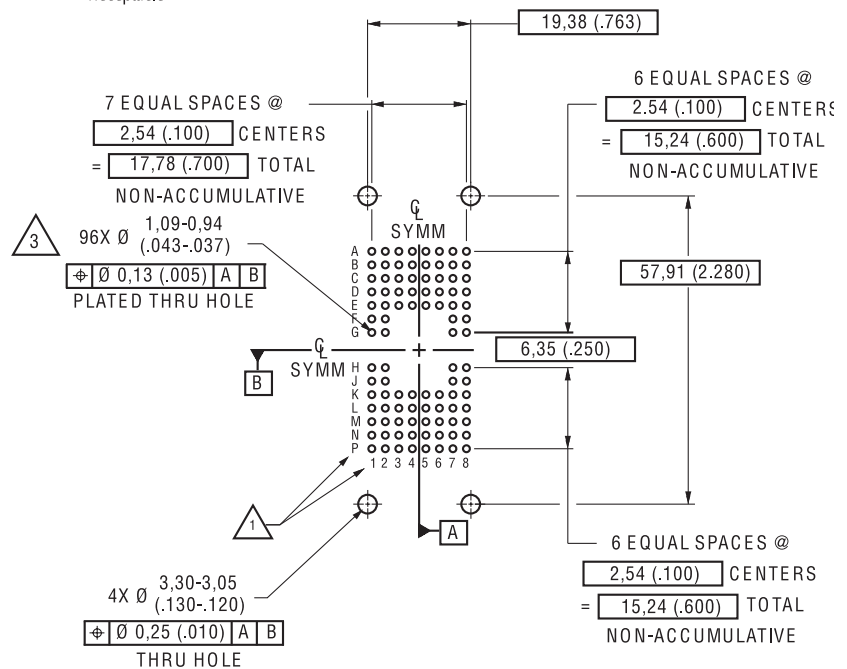 19,38 (.763)
7 EQUAL SPACES @
2,54 (.100) CENTERS
= 17,78 (.700) TOTAL
NON-ACCUMULATIVE
6 EQUAL SPACES @
2.54 (.100) CENTERS
= 15,24 (.600) TOTAL
NON-ACCUMULATIVE
3
96X Ø 1,09-0,94
(.043-.037)
⌖ Ø 0,13 (.005) A B
PLATED THRU HOLE
℄
SYMM
A
B
C
D
E
F
G
57,91 (2.280)
6,35 (.250)
℄
SYMM
B
H
J
K
L
M
N
P
1 2 3 4 5 6 7 8
1
A
4X Ø 3,30-3,05
(.130-.120)
⌖ Ø 0,25 (.010) A B
THRU HOLE
6 EQUAL SPACES @
2,54 (.100) CENTERS
= 15,24 (.600) TOTAL
NON-ACCUMULATIVE